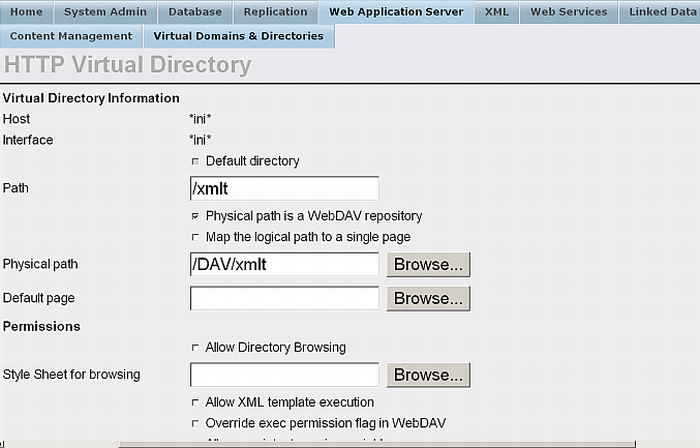 Home System Admin Database Replication Web Application Server XML Web Services Linked Data
Content Management Virtual Domains & Directories
HTTP Virtual Directory
Virtual Directory Information
Host *ini*
Interface *ini*
Default directory
Path /xmlt
Physical path is a WebDAV repository
Map the logical path to a single page
Physical path /DAV/xmlt Browse...
Default page Browse...
Permissions
Allow Directory Browsing
Style Sheet for browsing Browse...
Allow XML template execution
Override exec permission flag in WebDAV